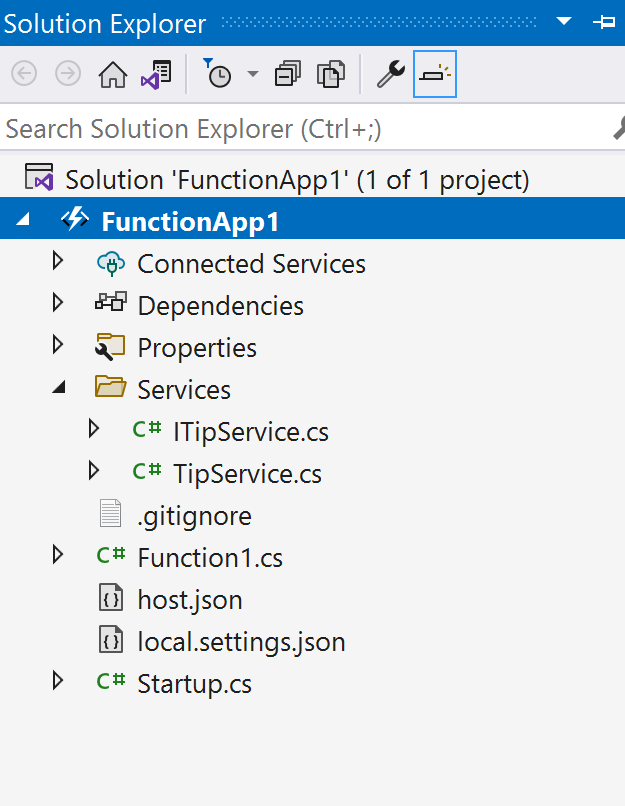 Solution Explorer
Search Solution Explorer (Ctrl+;)
Solution 'FunctionApp1' (1 of 1 project)
FunctionApp1
Connected Services
Dependencies
Properties
Services
C# ITipService.cs
C# TipService.cs
.gitignore
C# Function1.cs
host.json
local.settings.json
C# Startup.cs